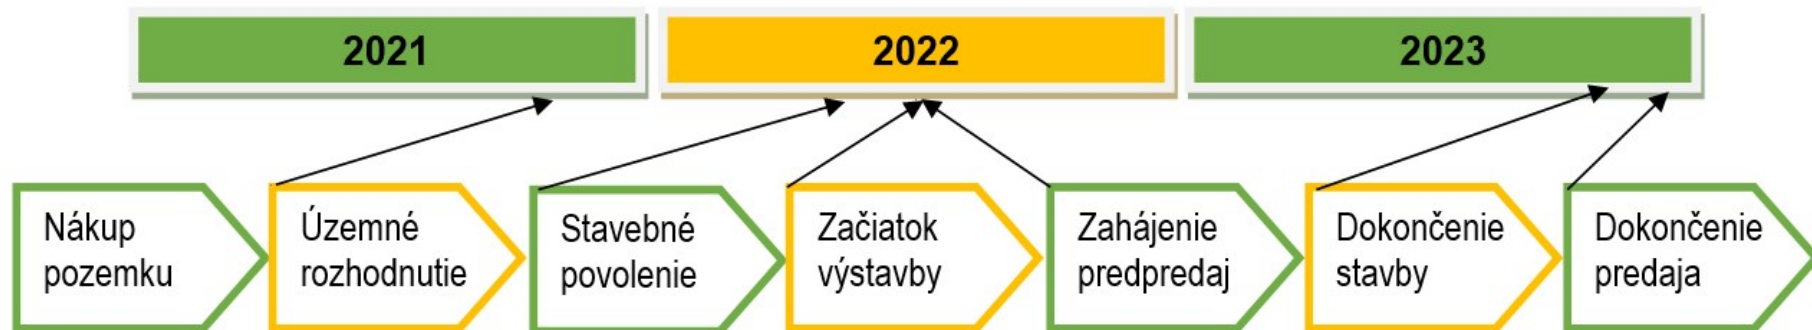 2021
2022
2023
Nákup
pozemku
Územné
rozhodnutie
Stavebné
povolenie
Začiatok
výstavby
Zahájenie
predpredaj
Dokončenie
stavby
Dokončenie
predaja